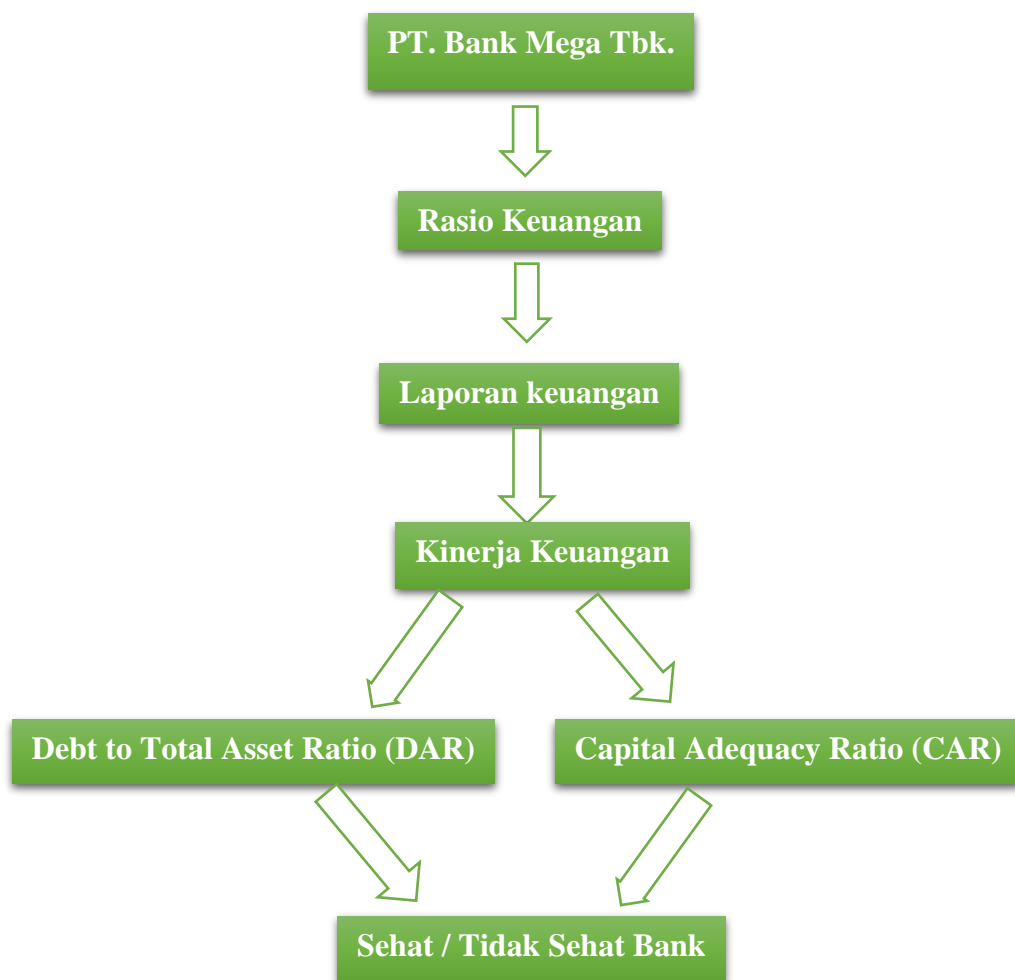 PT. Bank Mega Tbk.
Rasio Keuangan
Laporan keuangan
Kinerja Keuangan
Debt to Total Asset Ratio (DAR)
Capital Adequacy Ratio (CAR)
Sehat / Tidak Sehat Bank